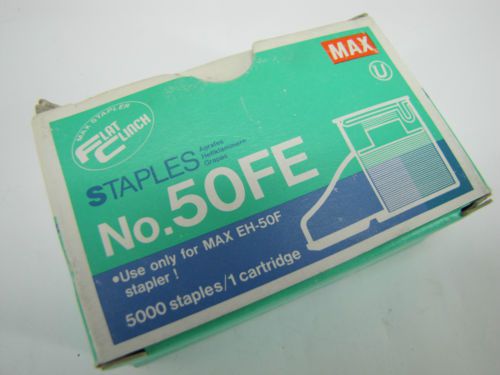 MAX
U
MAX STAPLER
FLAT
CLINCH
STAPLES
Agrafes
Heftklammern
Grapas
No.50FE
•Use only for MAX EH-50F
stapler !
5000 staples/1 cartridge